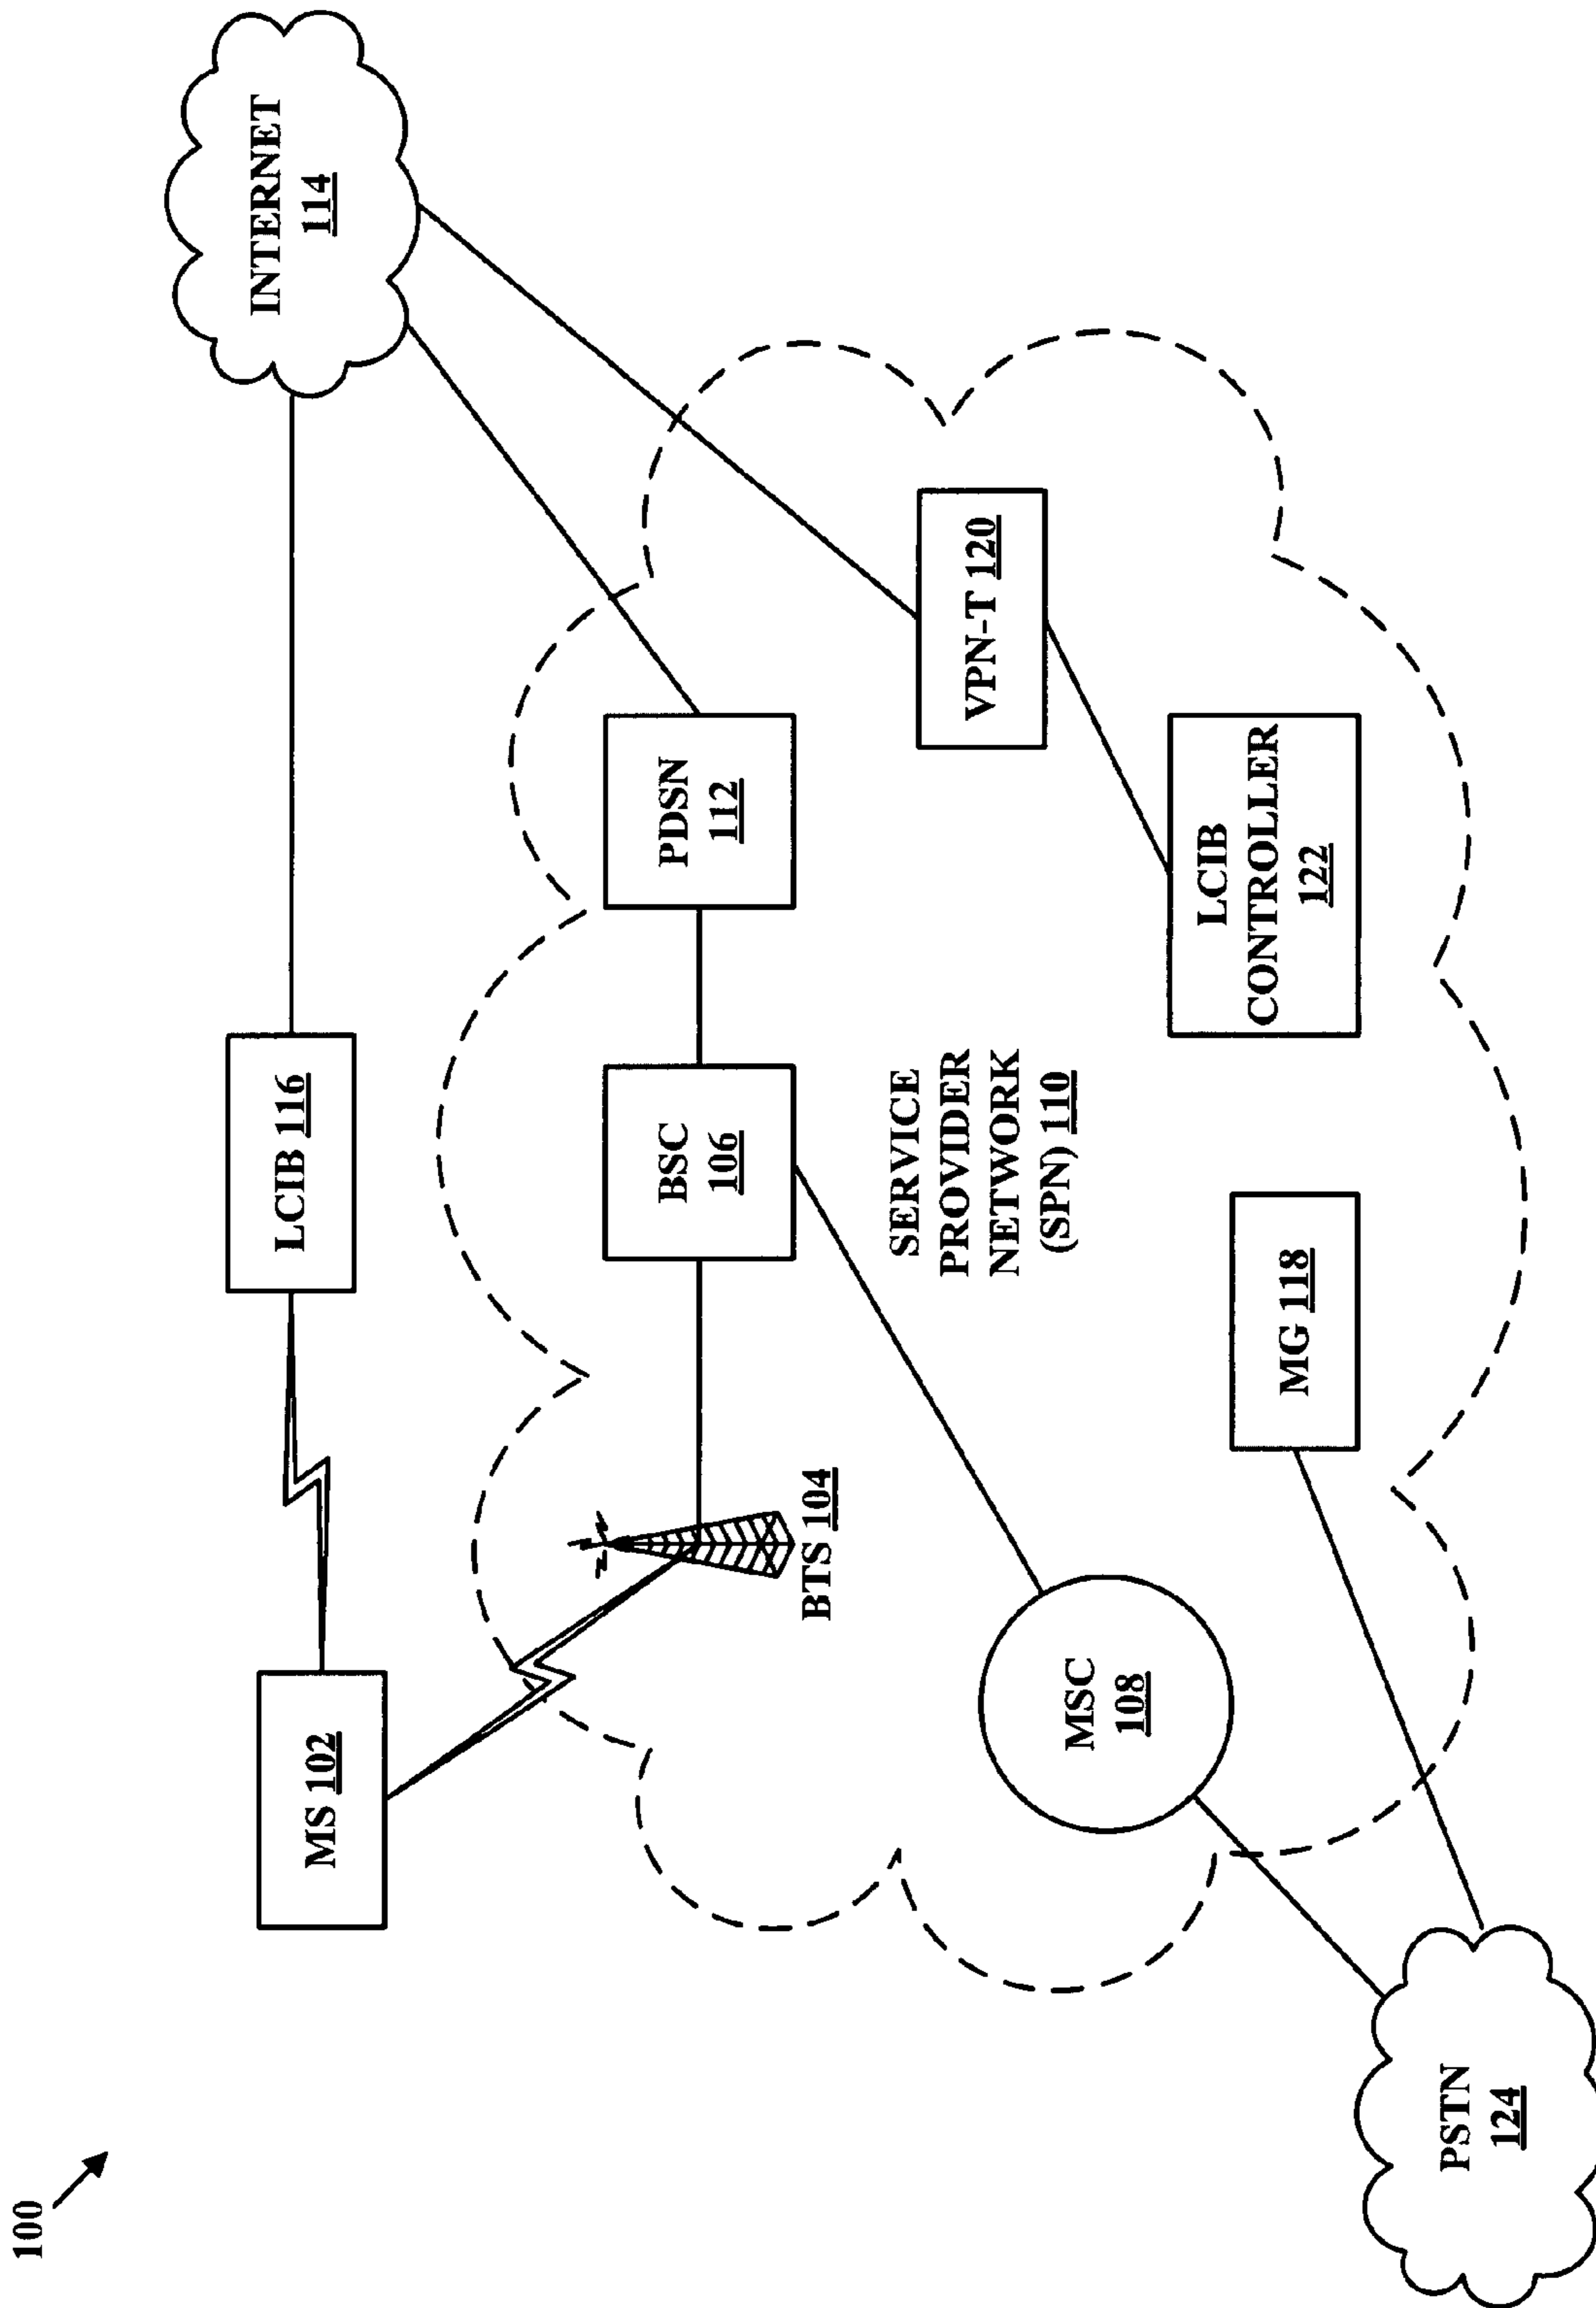 100
MS 102
LCIB 116
INTERNET
114
BTS 104
BSC
106
PDSN
112
SERVICE
PROVIDER
NETWORK
(SPN) 110
VPN-T 120
MSC
108
MG 118
LCIB
CONTROLLER
122
PSTN
124